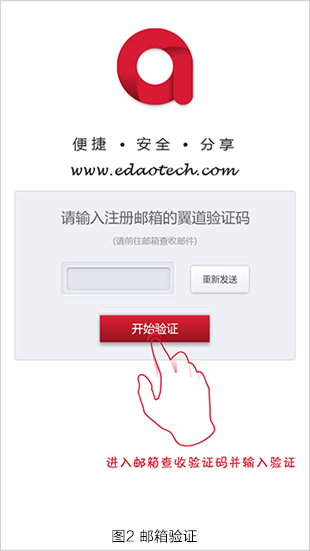 便捷 • 安全 • 分享
www.edaotech.com
请输入注册邮箱的翼道验证码
(请前往邮箱查收邮件)
重新发送
开始验证
进入邮箱查收验证码并输入验证
图2 邮箱验证